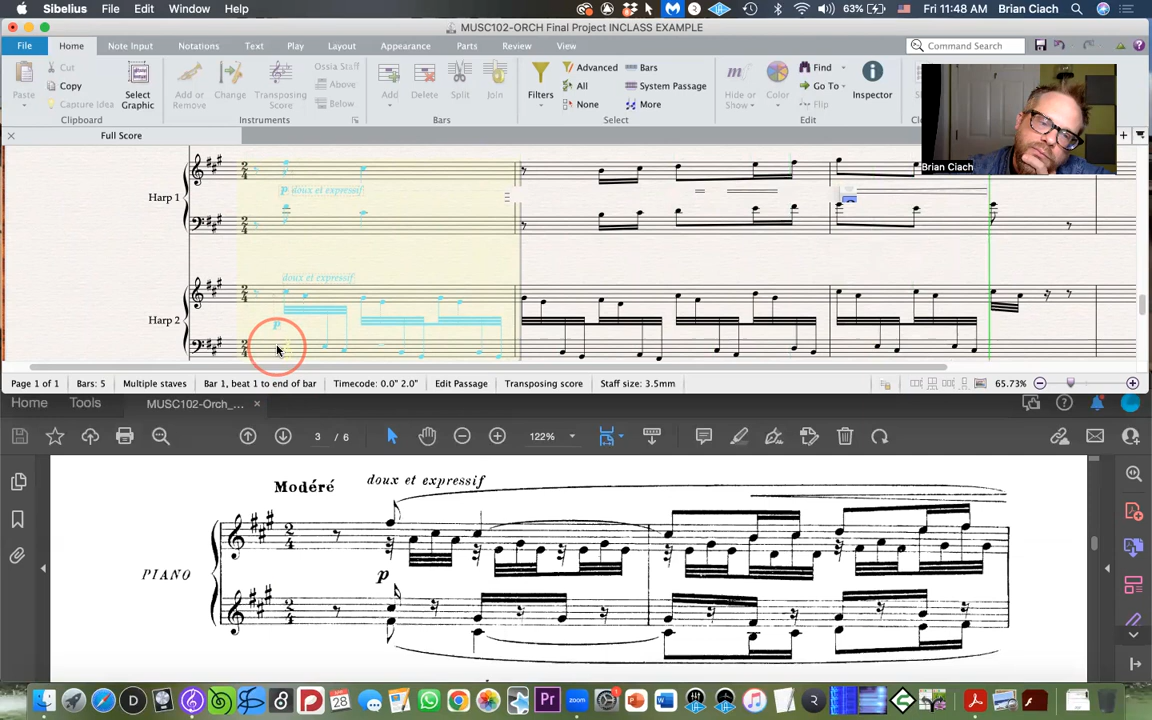 Sibelius File Edit Window Help 63% Fri 11:48 AM Brian Ciach
MUSC102-ORCH Final Project INCLASS EXAMPLE
File Home Note Input Notations Text Play Layout Appearance Parts Review View Command Search
Paste Cut Copy Capture Idea Select Graphic Add or Remove Change Transposing Score Ossia Staff Above Below Add Delete Split Join Filters Advanced All None Bars System Passage More Hide or Show Color Find Go To Flip Inspector
Clipboard Instruments Bars Select Edit
Full Score
Brian Ciach
Harp 1
p doux et expressif
doux et expressif
Harp 2
p
Page 1 of 1 Bars: 5 Multiple staves Bar 1, beat 1 to end of bar Timecode: 0.0" 2.0" Edit Passage Transposing score Staff size: 3.5mm 65.73%
Home Tools MUSC102-Orch_...
3 / 6 122%
Modéré doux et expressif
PIANO
p